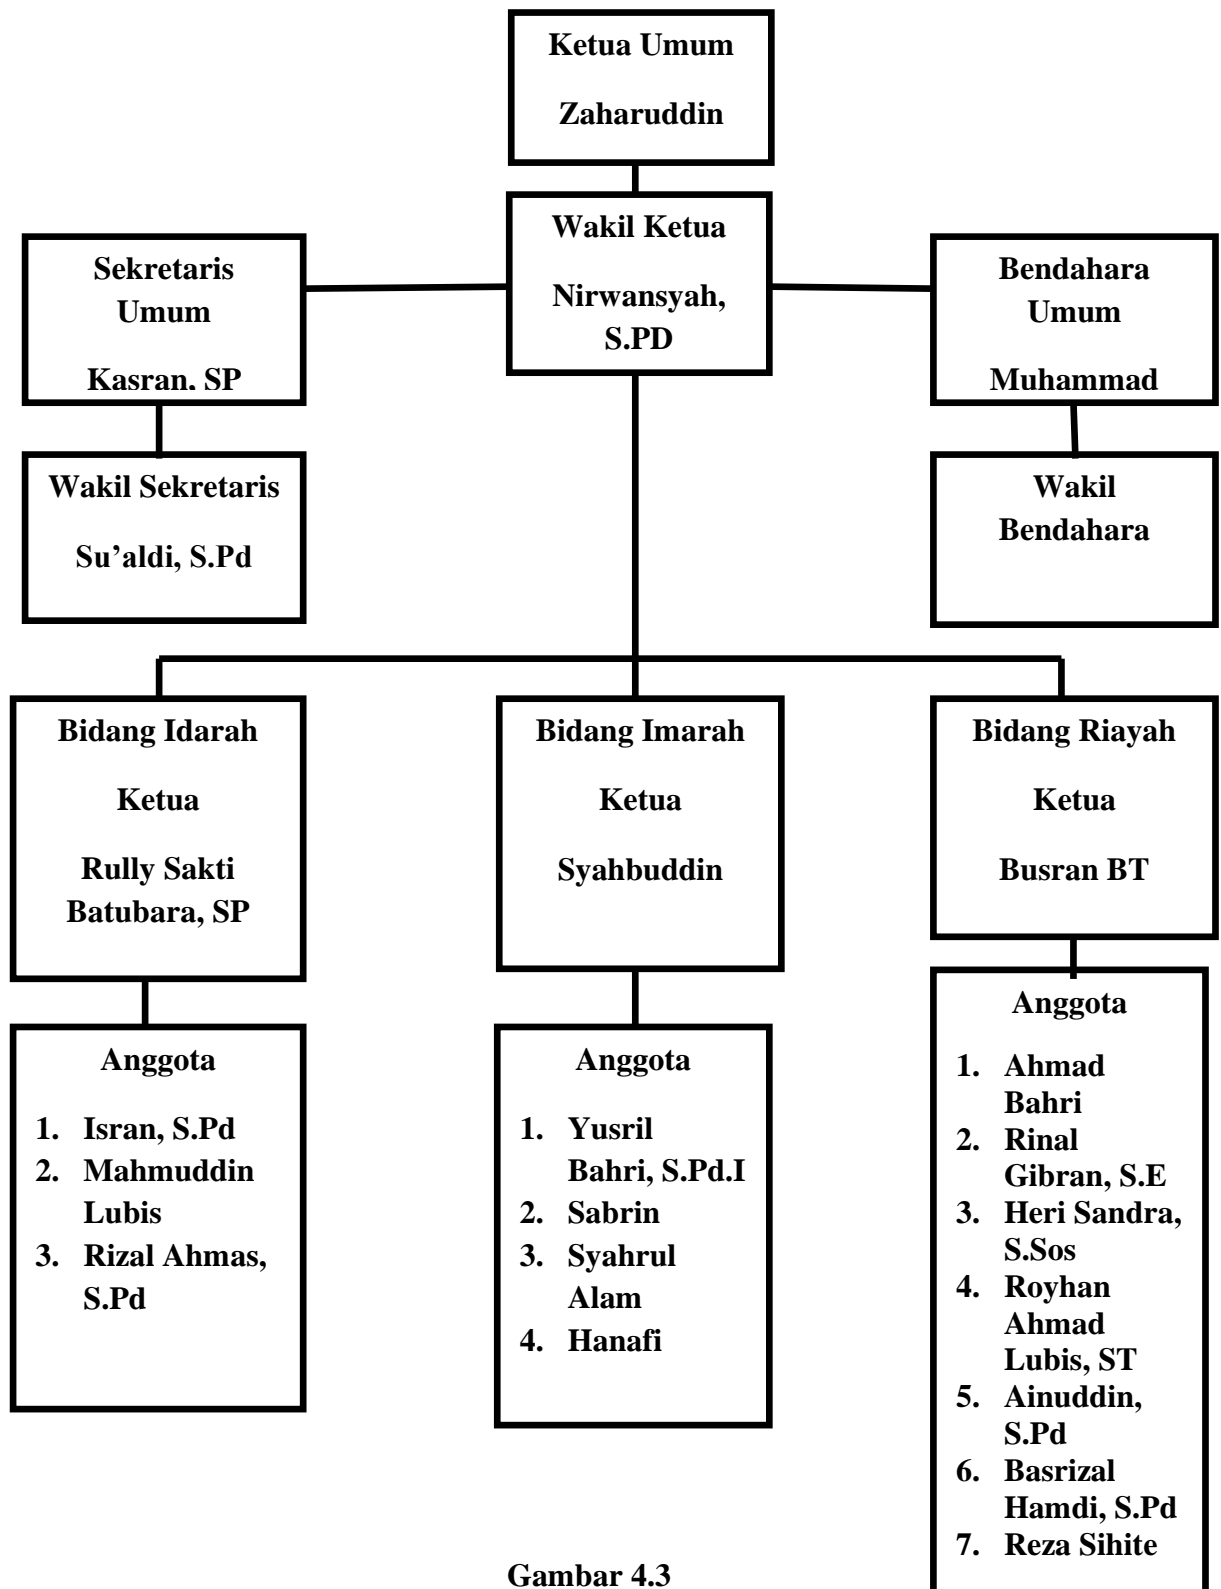 Ketua Umum
Zaharuddin
Wakil Ketua
Nirwansyah,
S.PD
Sekretaris
Umum
Kasran, SP
Bendahara
Umum
Muhammad
Wakil Sekretaris
Su’aldi, S.Pd
Wakil
Bendahara
Bidang Idarah
Ketua
Rully Sakti
Batubara, SP
Bidang Imarah
Ketua
Syahbuddin
Bidang Riayah
Ketua
Busran BT
Anggota
1. Isran, S.Pd
2. Mahmuddin
Lubis
3. Rizal Ahmas,
S.Pd
Anggota
1. Yusril
Bahri, S.Pd.I
2. Sabrin
3. Syahrul
Alam
4. Hanafi
Anggota
1. Ahmad
Bahri
2. Rinal
Gibran, S.E
3. Heri Sandra,
S.Sos
4. Royhan
Ahmad
Lubis, ST
5. Ainuddin,
S.Pd
6. Basrizal
Hamdi, S.Pd
7. Reza Sihite
Gambar 4.3